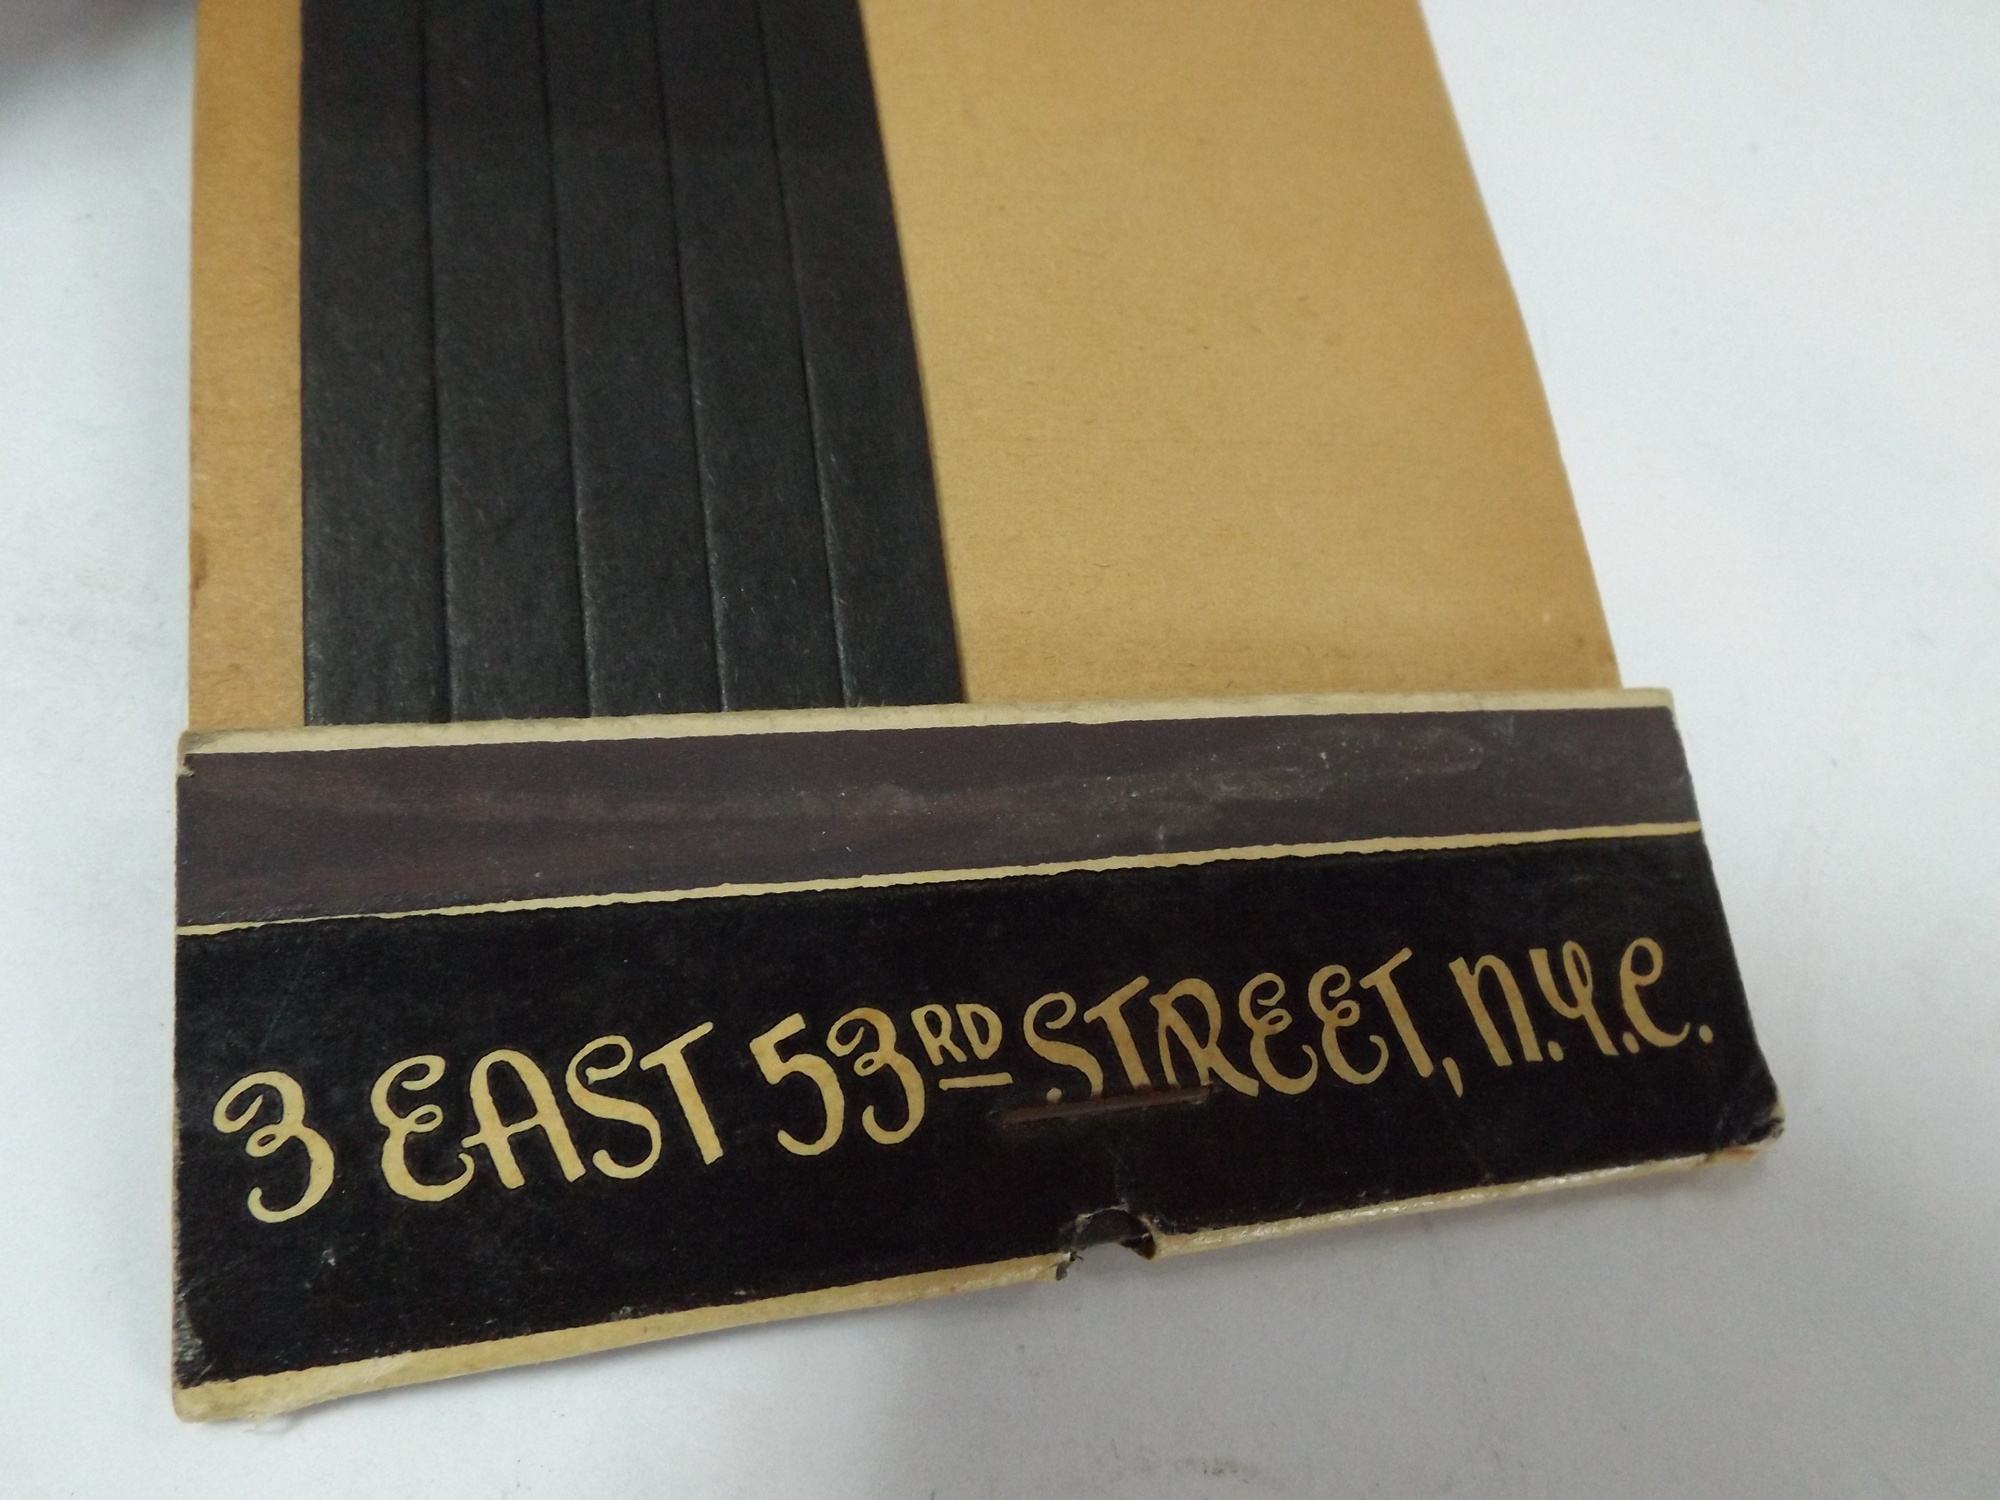 3 EAST 53RD STREET, N.Y.C.